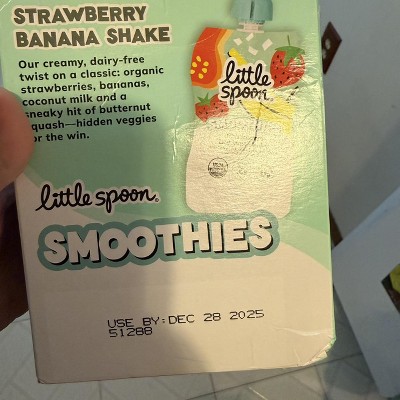 STRAWBERRY
BANANA SHAKE
Our creamy, dairy-free
twist on a classic: organic
strawberries, bananas,
coconut milk and a
sneaky hit of butternut
squash—hidden veggies
for the win.
little
spoon
little spoon®
SMOOTHIES
USE BY:DEC 28 2025
51288